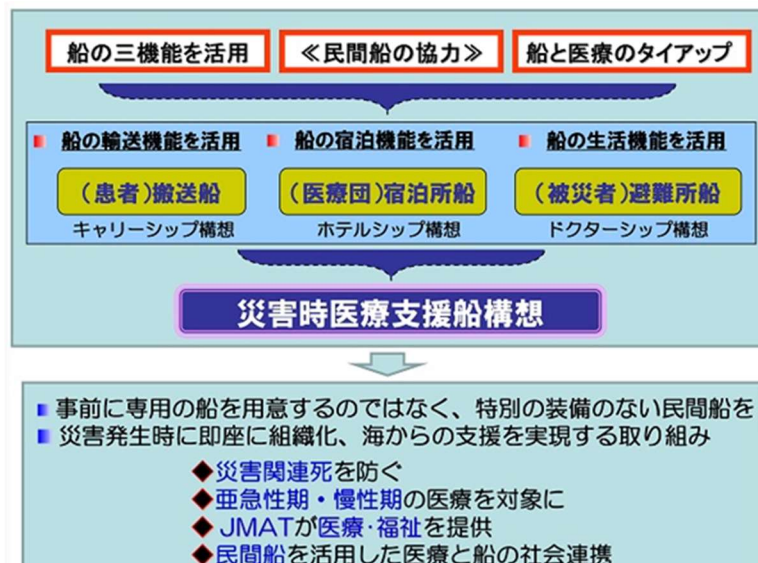 船の三機能を活用
≪民間船の協力≫
船と医療のタイアップ
船の輸送機能を活用
船の宿泊機能を活用
船の生活機能を活用
（患者）搬送船
（医療団）宿泊所船
（被災者）避難所船
キャリーシップ構想
ホテルシップ構想
ドクターシップ構想
災害時医療支援船構想
事前に専用の船を用意するのではなく、特別の装備のない民間船を
災害発生時に即座に組織化、海からの支援を実現する取り組み
◆災害関連死を防ぐ
◆亜急性期・慢性期の医療を対象に
◆JMATが医療・福祉を提供
◆民間船を活用した医療と船の社会連携